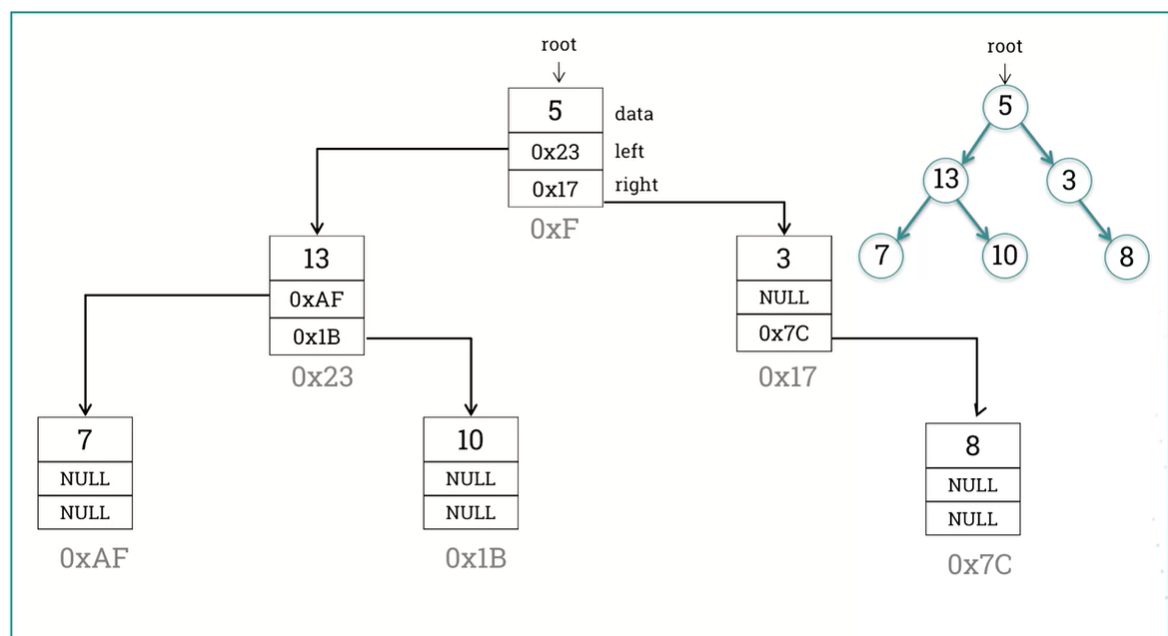 root
root
5
data
0x23
left
0x17
right
0xF
5
13
3
7
10
8
13
0xAF
0x1B
0x23
3
NULL
0x7C
0x17
7
NULL
NULL
0xAF
10
NULL
NULL
0x1B
8
NULL
NULL
0x7C